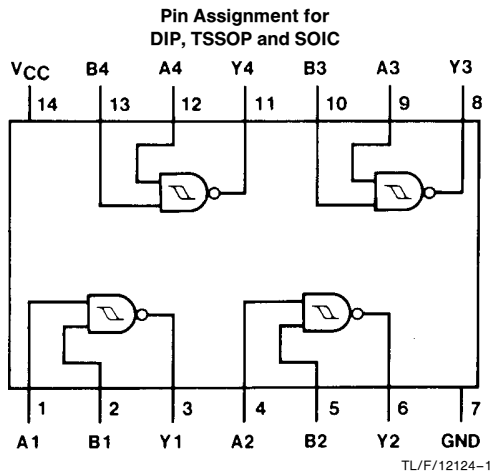 Pin Assignment for
DIP, TSSOP and SOIC
VCC B4 A4 Y4 B3 A3 Y3
14 13 12 11 10 9 8
1 2 3 4 5 6 7
A1 B1 Y1 A2 B2 Y2 GND
TL/F/12124–1